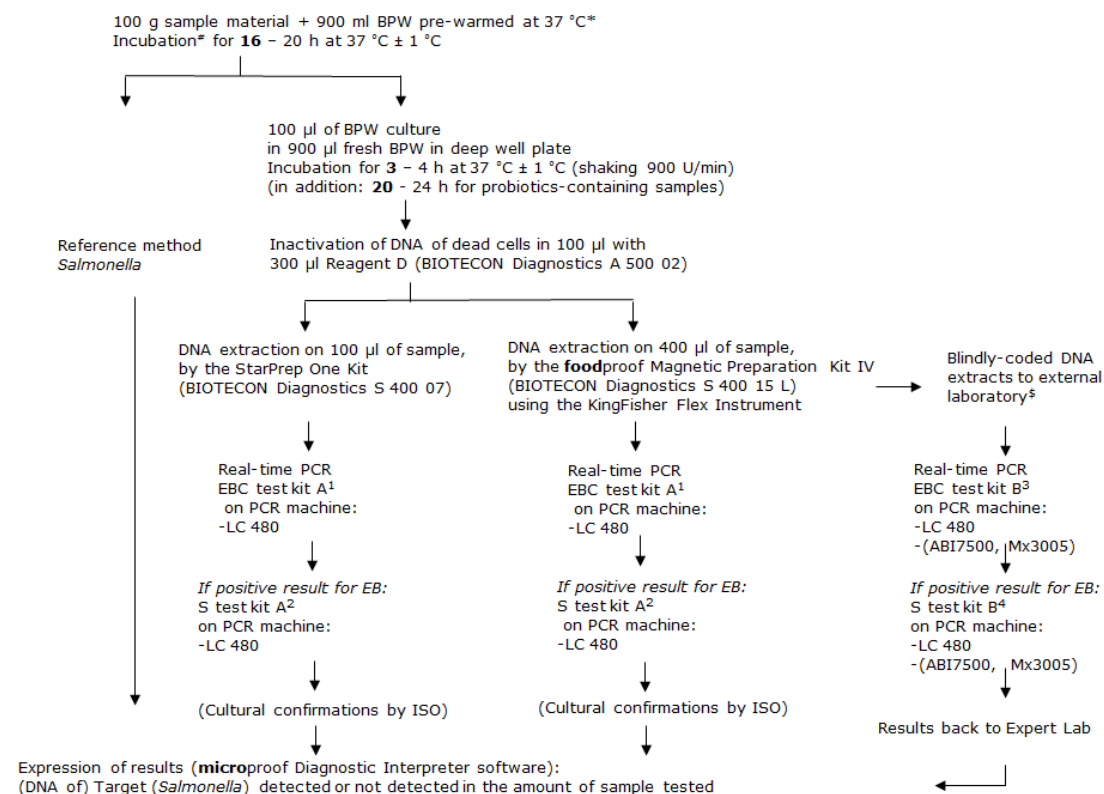 100 g sample material + 900 ml BPW pre-warmed at 37 °C*
Incubation# for 16 – 20 h at 37 °C ± 1 °C
100 µl of BPW culture
in 900 µl fresh BPW in deep well plate
Incubation for 3 – 4 h at 37 °C ± 1 °C (shaking 900 U/min)
(in addition: 20 - 24 h for probiotics-containing samples)
Reference method
Salmonella
Inactivation of DNA of dead cells in 100 µl with
300 µl Reagent D (BIOTECON Diagnostics A 500 02)
DNA extraction on 100 µl of sample,
by the StarPrep One Kit
(BIOTECON Diagnostics S 400 07)
DNA extraction on 400 µl of sample,
by the foodproof Magnetic Preparation Kit IV
(BIOTECON Diagnostics S 400 15 L)
using the KingFisher Flex Instrument
Blindly-coded DNA
extracts to external
laboratory$
Real-time PCR
EBC test kit A1
on PCR machine:
-LC 480
Real-time PCR
EBC test kit A1
on PCR machine:
-LC 480
Real-time PCR
EBC test kit B3
on PCR machine:
-LC 480
-(ABI7500, Mx3005)
If positive result for EB:
S test kit A2
on PCR machine:
-LC 480
If positive result for EB:
S test kit A2
on PCR machine:
-LC 480
If positive result for EB:
S test kit B4
on PCR machine:
-LC 480
-(ABI7500, Mx3005)
(Cultural confirmations by ISO)
(Cultural confirmations by ISO)
Results back to Expert Lab
Expression of results (microproof Diagnostic Interpreter software):
(DNA of) Target (Salmonella) detected or not detected in the amount of sample tested